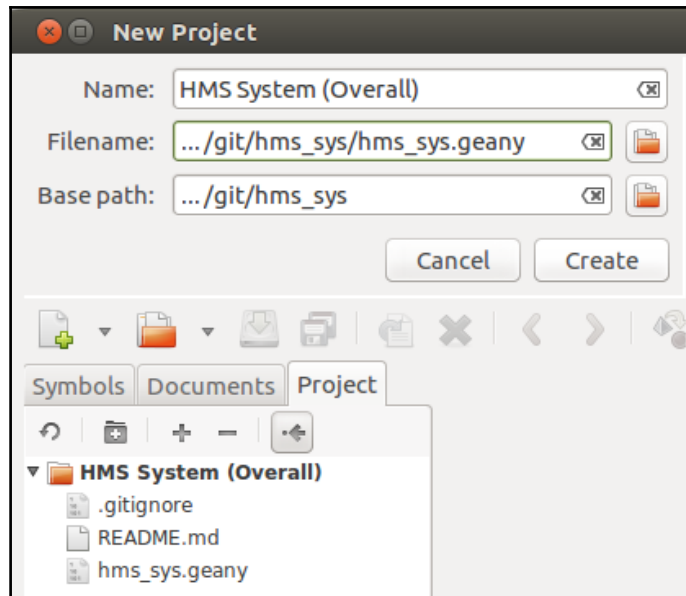 New Project
Name: HMS System (Overall)
Filename: .../git/hms_sys/hms_sys.geany
Base path: .../git/hms_sys
Cancel Create
Symbols Documents Project
HMS System (Overall)
.gitignore
README.md
hms_sys.geany